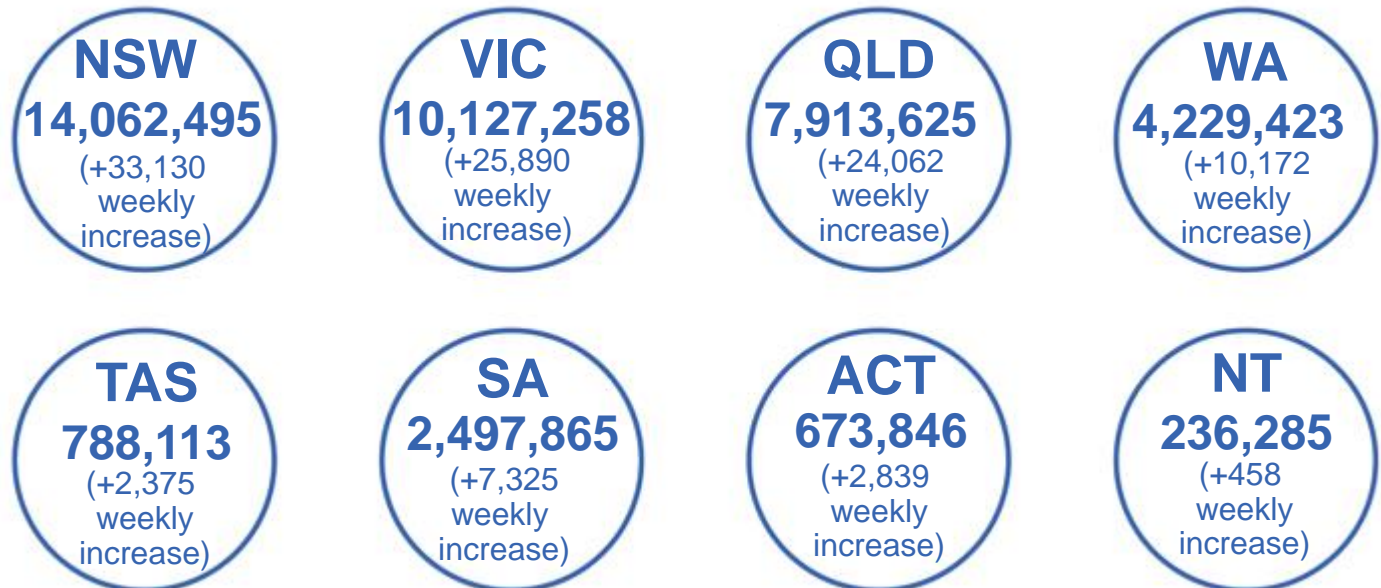 NSW
14,062,495
(+33,130
weekly
increase)
VIC
10,127,258
(+25,890
weekly
increase)
QLD
7,913,625
(+24,062
weekly
increase)
WA
4,229,423
(+10,172
weekly
increase)
TAS
788,113
(+2,375
weekly
increase)
SA
2,497,865
(+7,325
weekly
increase)
ACT
673,846
(+2,839
weekly
increase)
NT
236,285
(+458
weekly
increase)